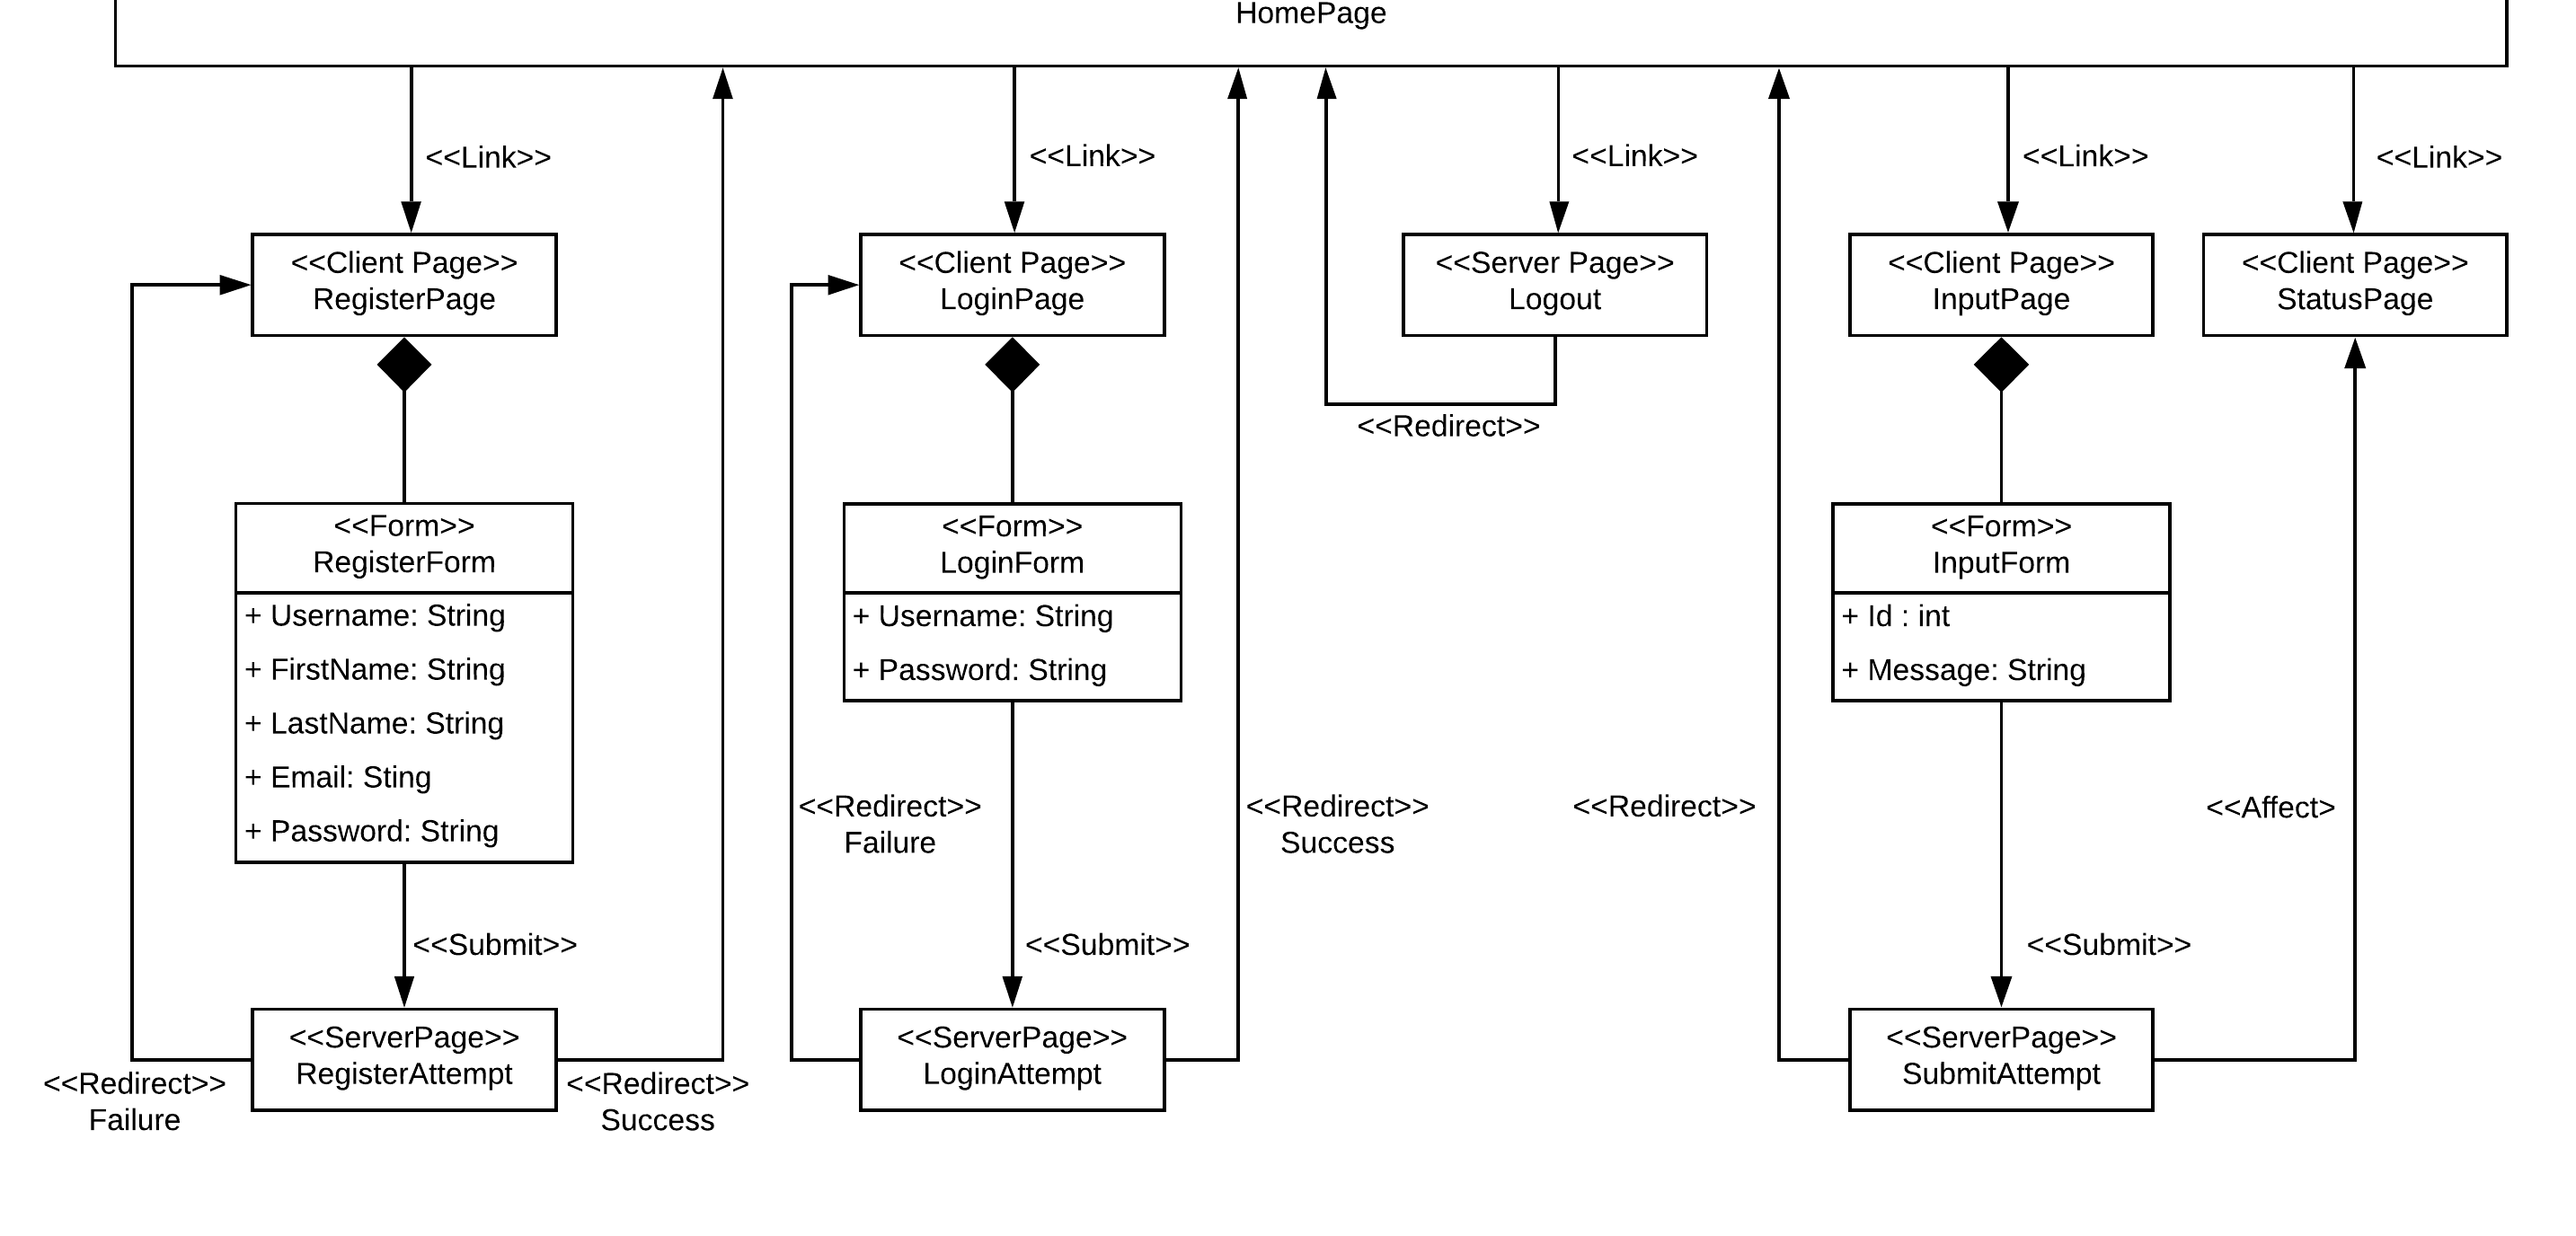 HomePage
<<Link>>
<<Link>>
<<Link>>
<<Link>>
<<Link>>
<<Client Page>>
RegisterPage
<<Client Page>>
LoginPage
<<Server Page>>
Logout
<<Client Page>>
InputPage
<<Client Page>>
StatusPage
<<Redirect>>
<<Form>>
RegisterForm
+ Username: String
+ FirstName: String
+ LastName: String
+ Email: Sting
+ Password: String
<<Form>>
LoginForm
+ Username: String
+ Password: String
<<Form>>
InputForm
+ Id : int
+ Message: String
<<Redirect>>
Failure
<<Redirect>>
Success
<<Redirect>>
<<Affect>
<<Submit>>
<<Submit>>
<<Submit>>
<<ServerPage>>
RegisterAttempt
<<ServerPage>>
LoginAttempt
<<ServerPage>>
SubmitAttempt
<<Redirect>>
Failure
<<Redirect>>
Success